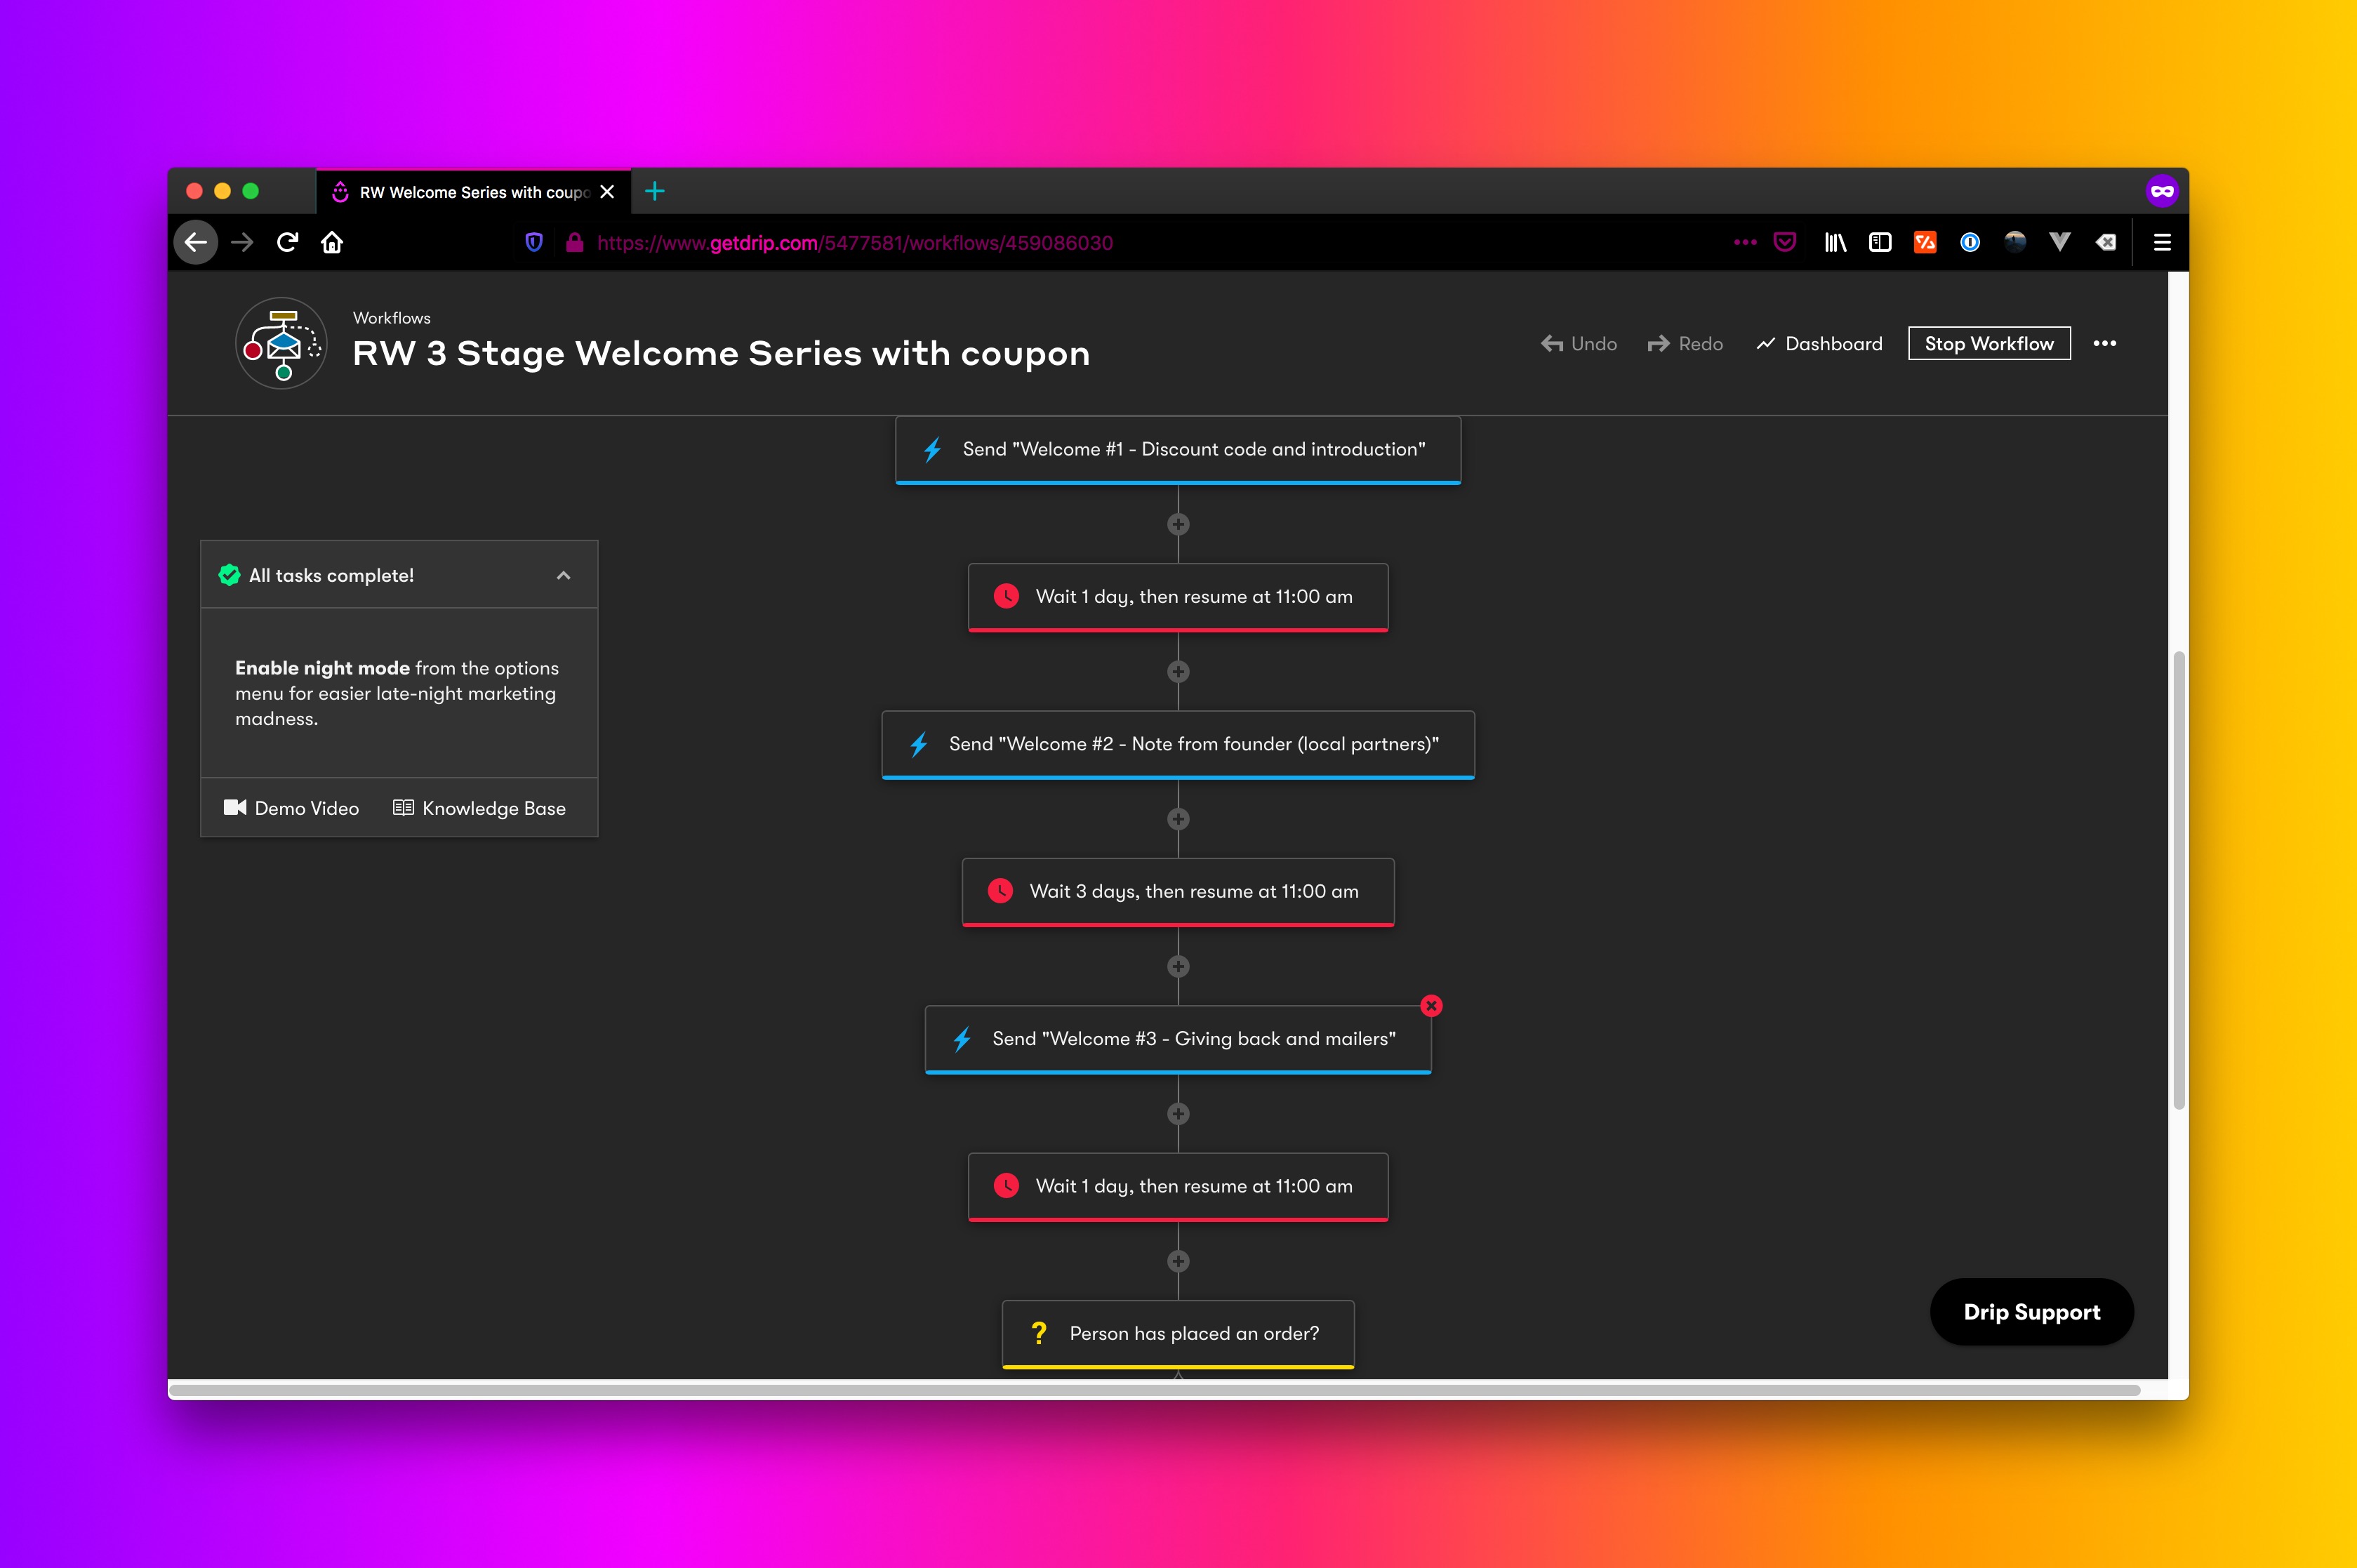 RW Welcome Series with coupo
https://www.getdrip.com/5477581/workflows/459086030
Workflows
RW 3 Stage Welcome Series with coupon
Undo
Redo
Dashboard
Stop Workflow
Send "Welcome #1 - Discount code and introduction"
All tasks complete!
Enable night mode from the options
menu for easier late-night marketing
madness.
Demo Video
Knowledge Base
Wait 1 day, then resume at 11:00 am
Send "Welcome #2 - Note from founder (local partners)"
Wait 3 days, then resume at 11:00 am
Send "Welcome #3 - Giving back and mailers"
Wait 1 day, then resume at 11:00 am
? Person has placed an order?
Drip Support